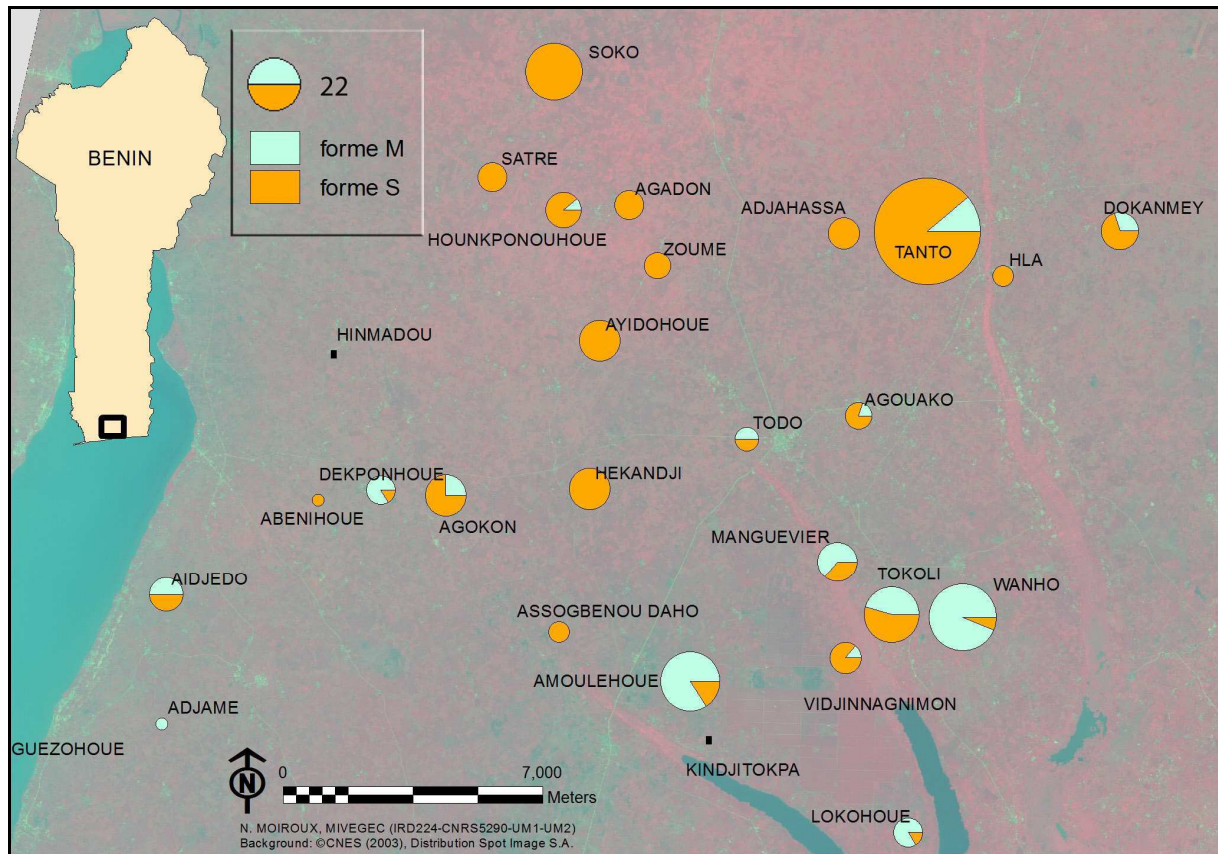 SOKO
22
BENIN
forme M
forme S
SATRE
AGADON
ADJAHASSA
DOKANMEY
HOUNKPONOUHOUE
ZOUME
TANTO
HLA
AYIDOHOUE
HINMADOU
AGOUAKO
TODO
DEKPONHOUE
HEKANDJI
ABENIHOUE
AGOKON
MANGUEVIER
AIDJEDO
TOKOLI
WANHO
ASSOGBENOU DAHO
AMOULEHOUE
VIDJINNAGNIMON
ADJAME
GUEZOHOUE
KINDJITOKPA
N
0 7,000
Meters
LOKOHOUE
N. MOIROUX, MIVEGEC (IRD224-CNRS5290-UM1-UM2)
Background: ©CNES (2003), Distribution Spot Image S.A.